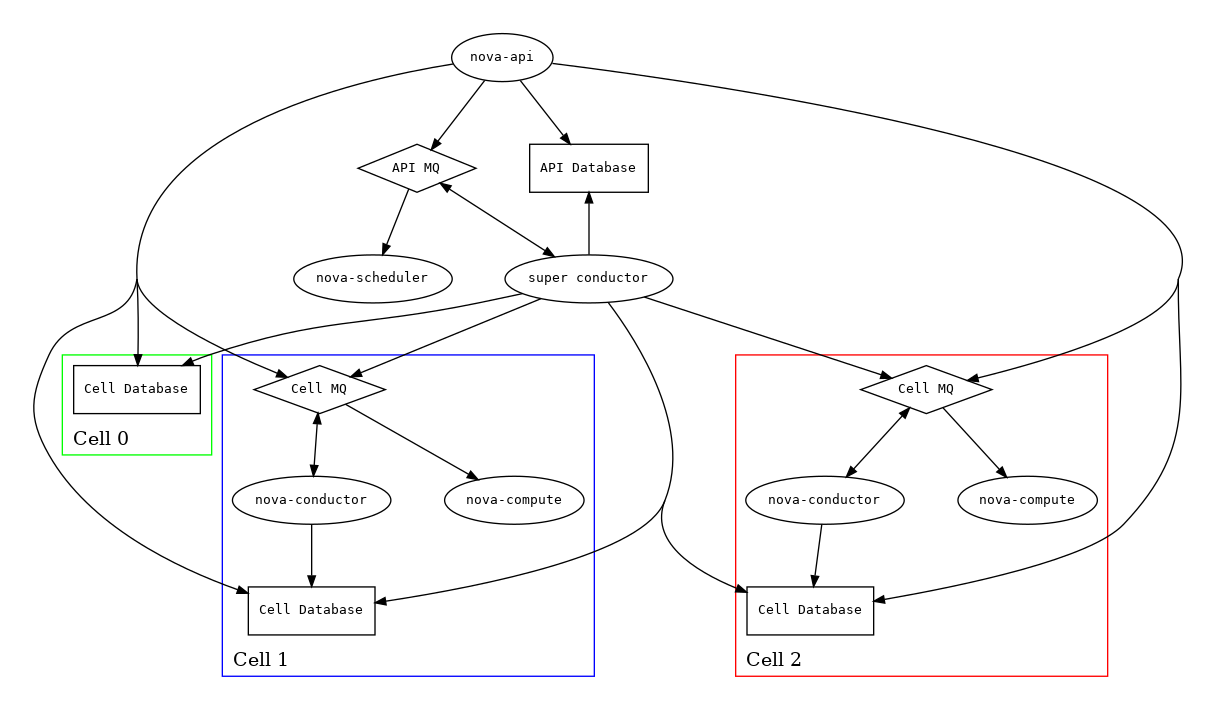 nova-api
API MQ
API Database
nova-scheduler
super conductor
Cell Database
Cell 0
Cell MQ
nova-conductor
nova-compute
Cell Database
Cell 1
Cell MQ
nova-conductor
nova-compute
Cell Database
Cell 2